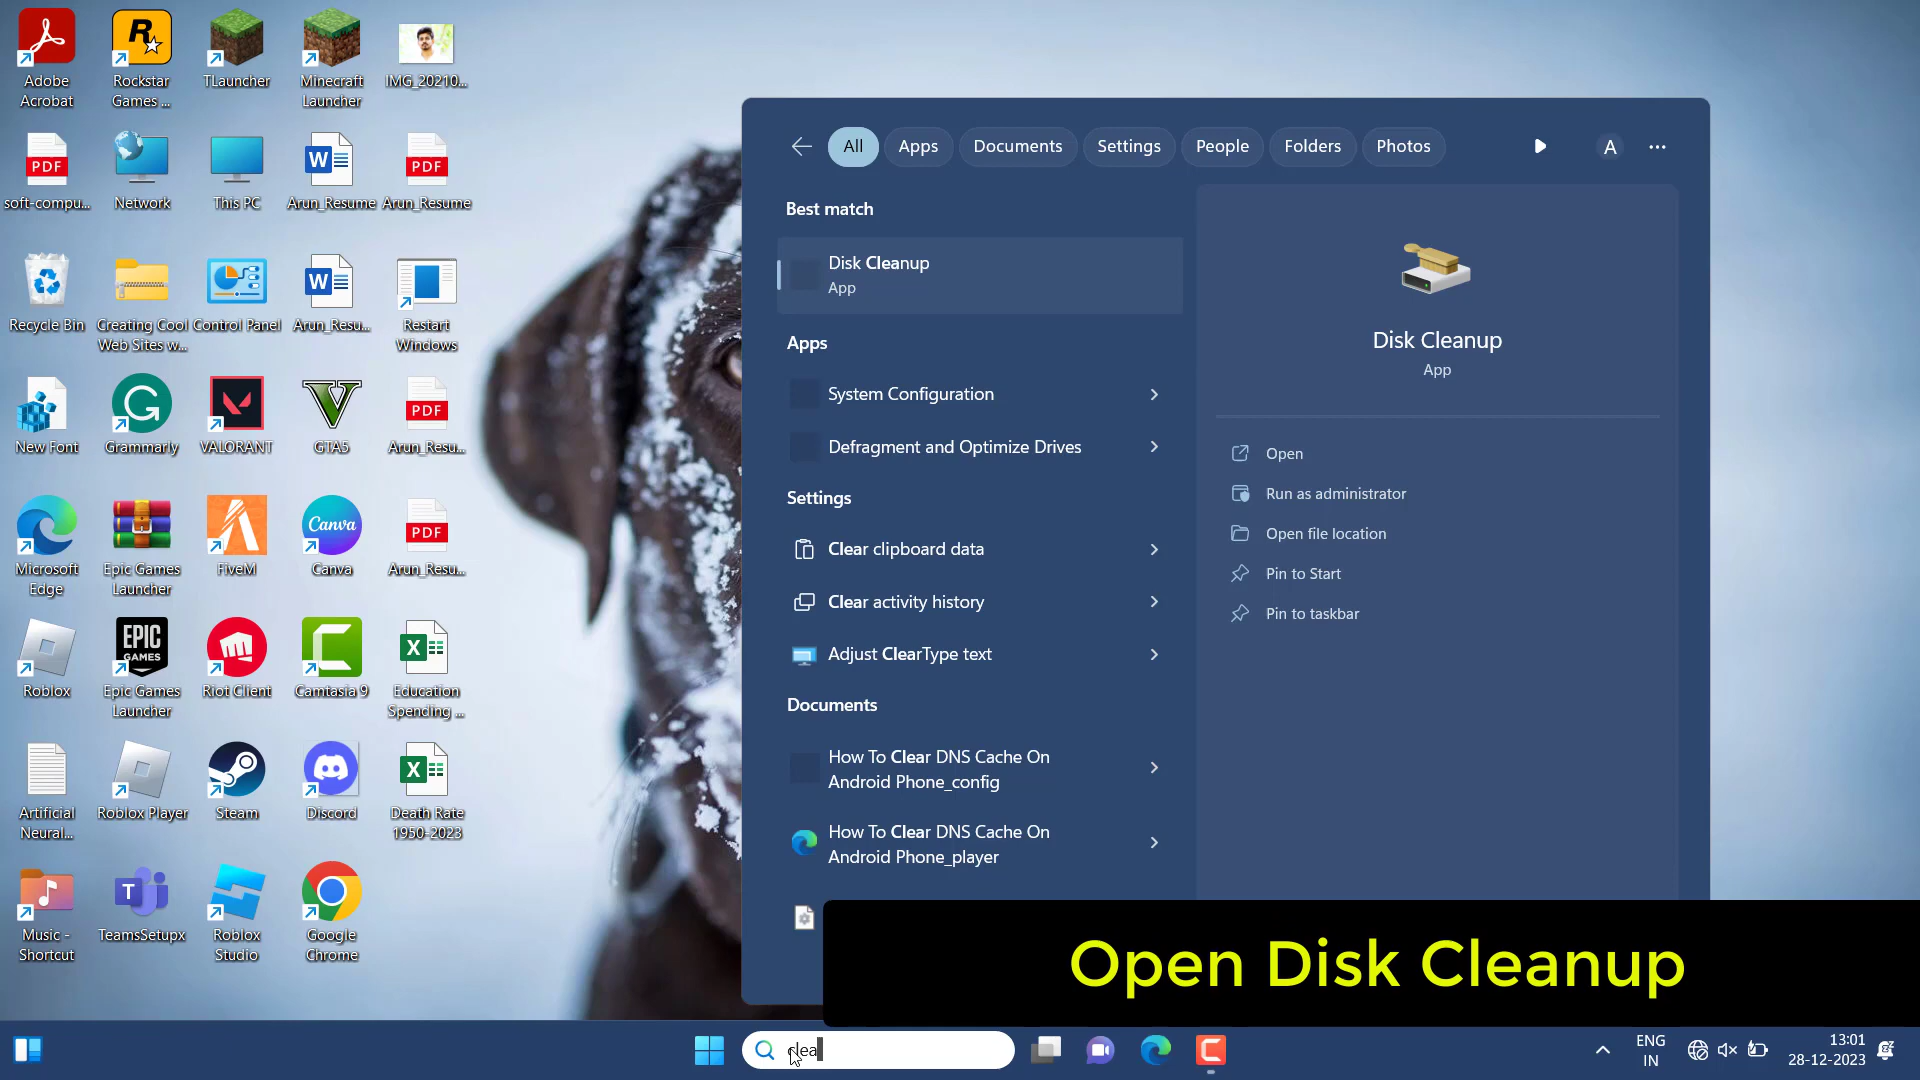 Adobe
Acrobat
Rockstar
Games ...
TLauncher
Minecraft
Launcher
IMG_20210...
PDF
soft-compu...
Network
This PC
W
Arun_Resume
PDF
Arun_Resume
Recycle Bin
Creating Cool
Web Sites w...
Control Panel
W
Arun_Resu...
Restart
Windows
New Font
Grammarly
VALORANT
V
GTA5
PDF
Arun_Resu...
Microsoft
Edge
Epic Games
Launcher
FiveM
Canva
Canva
PDF
Arun_Resu...
Roblox
EPIC
GAMES
Epic Games
Launcher
Riot Client
Camtasia 9
X
Education
Spending ...
Artificial
Neural...
Roblox Player
Steam
Discord
X
Death Rate
1950-2023
Music -
Shortcut
T
TeamsSetupx
Roblox
Studio
Google
Chrome
All
Apps
Documents
Settings
People
Folders
Photos
A
Best match
Disk Cleanup
App
Apps
System Configuration
Defragment and Optimize Drives
Settings
Clear clipboard data
Clear activity history
Adjust ClearType text
Documents
How To Clear DNS Cache On
Android Phone_config
How To Clear DNS Cache On
Android Phone_player
Disk Cleanup
App
Open
Run as administrator
Open file location
Pin to Start
Pin to taskbar
Open Disk Cleanup
clea
ENG
IN
13:01
28-12-2023